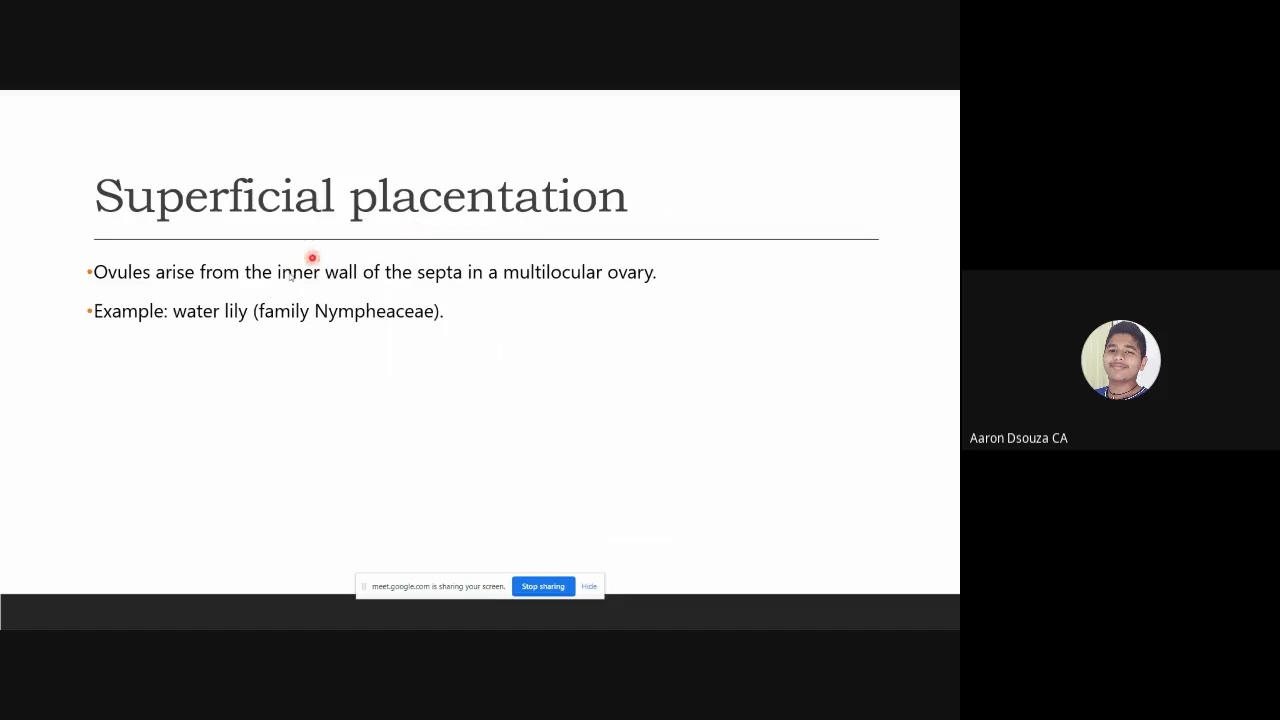 Superficial placentation
•Ovules arise from the inner wall of the septa in a multilocular ovary.
•Example: water lily (family Nympheaceae).
Aaron Dsouza CA
meet.google.com is sharing your screen. Stop sharing Hide